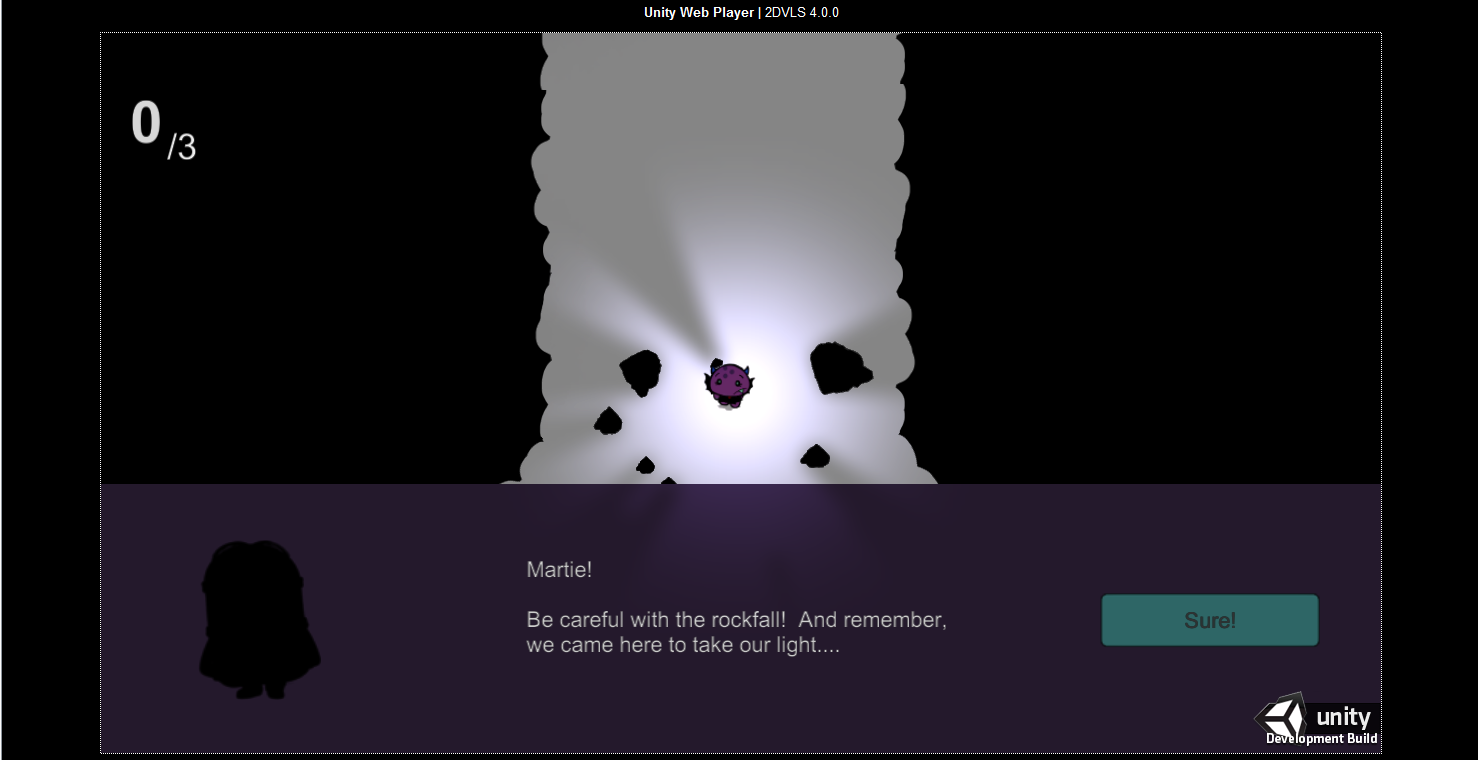 Unity Web Player | 2DVLS 4.0.0
0/3
Martie!
Be careful with the rockfall! And remember,
we came here to take our light....
Sure!
unity
Development Build